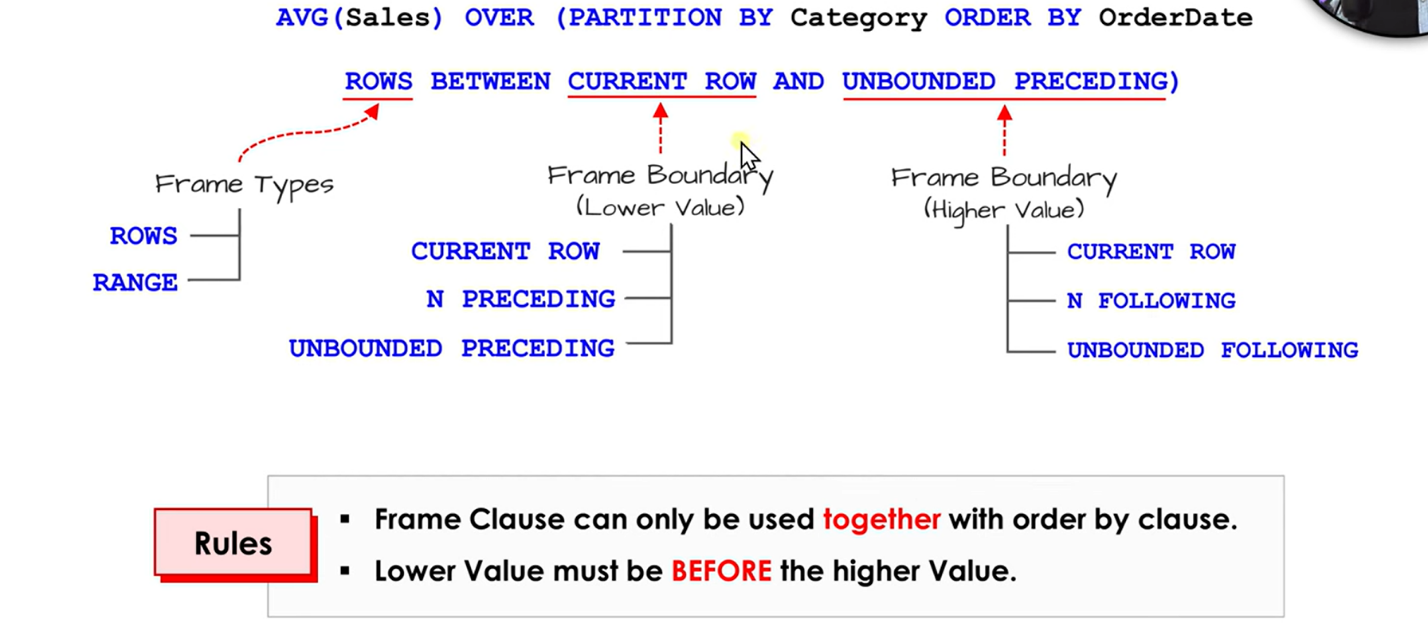 AVG(Sales) OVER (PARTITION BY Category ORDER BY OrderDate
ROWS BETWEEN CURRENT ROW AND UNBOUNDED PRECEDING)
Frame Types
ROWS
RANGE
Frame Boundary
(Lower Value)
CURRENT ROW
N PRECEDING
UNBOUNDED PRECEDING
Frame Boundary
(Higher Value)
CURRENT ROW
N FOLLOWING
UNBOUNDED FOLLOWING
Rules
▪ Frame Clause can only be used together with order by clause.
▪ Lower Value must be BEFORE the higher Value.